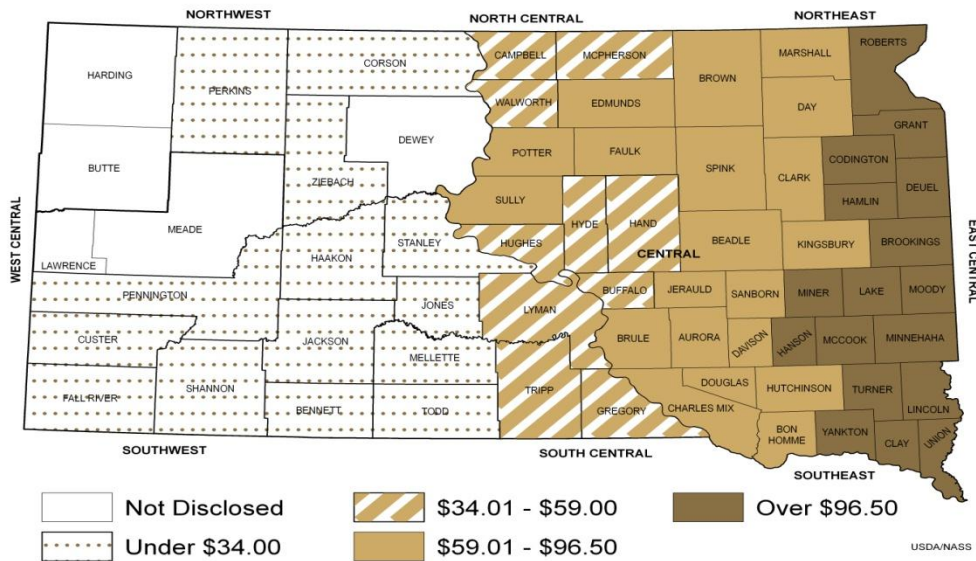 NORTHWEST
NORTH CENTRAL
NORTHEAST
HARDING
PERKINS
CORSON
CAMPBELL
MCPHERSON
BROWN
MARSHALL
ROBERTS
WALWORTH
EDMUNDS
DAY
DEWEY
GRANT
BUTTE
ZIEBACH
POTTER
FAULK
SPINK
CLARK
CODINGTON
DEUEL
HAMLIN
SULLY
MEADE
STANLEY
HUGHES
HYDE
HAND
BEADLE
KINGSBURY
BROOKINGS
WEST CENTRAL
LAWRENCE
HAAKON
CENTRAL
EAST CENTRAL
PENNINGTON
JONES
LYMAN
BUFFALO
JERAULD
SANBORN
MINER
LAKE
MOODY
CUSTER
JACKSON
MELLETTE
BRULE
AURORA
DAVISON
HANSON
MCCOOK
MINNEHAHA
FALL RIVER
SHANNON
BENNETT
TODD
TRIPP
GREGORY
DOUGLAS
CHARLES MIX
HUTCHINSON
TURNER
LINCOLN
BON
HOMME
YANKTON
CLAY
UNION
SOUTHWEST
SOUTH CENTRAL
SOUTHEAST
Not Disclosed
$34.01 - $59.00
Over $96.50
Under $34.00
$59.01 - $96.50
USDA/NASS